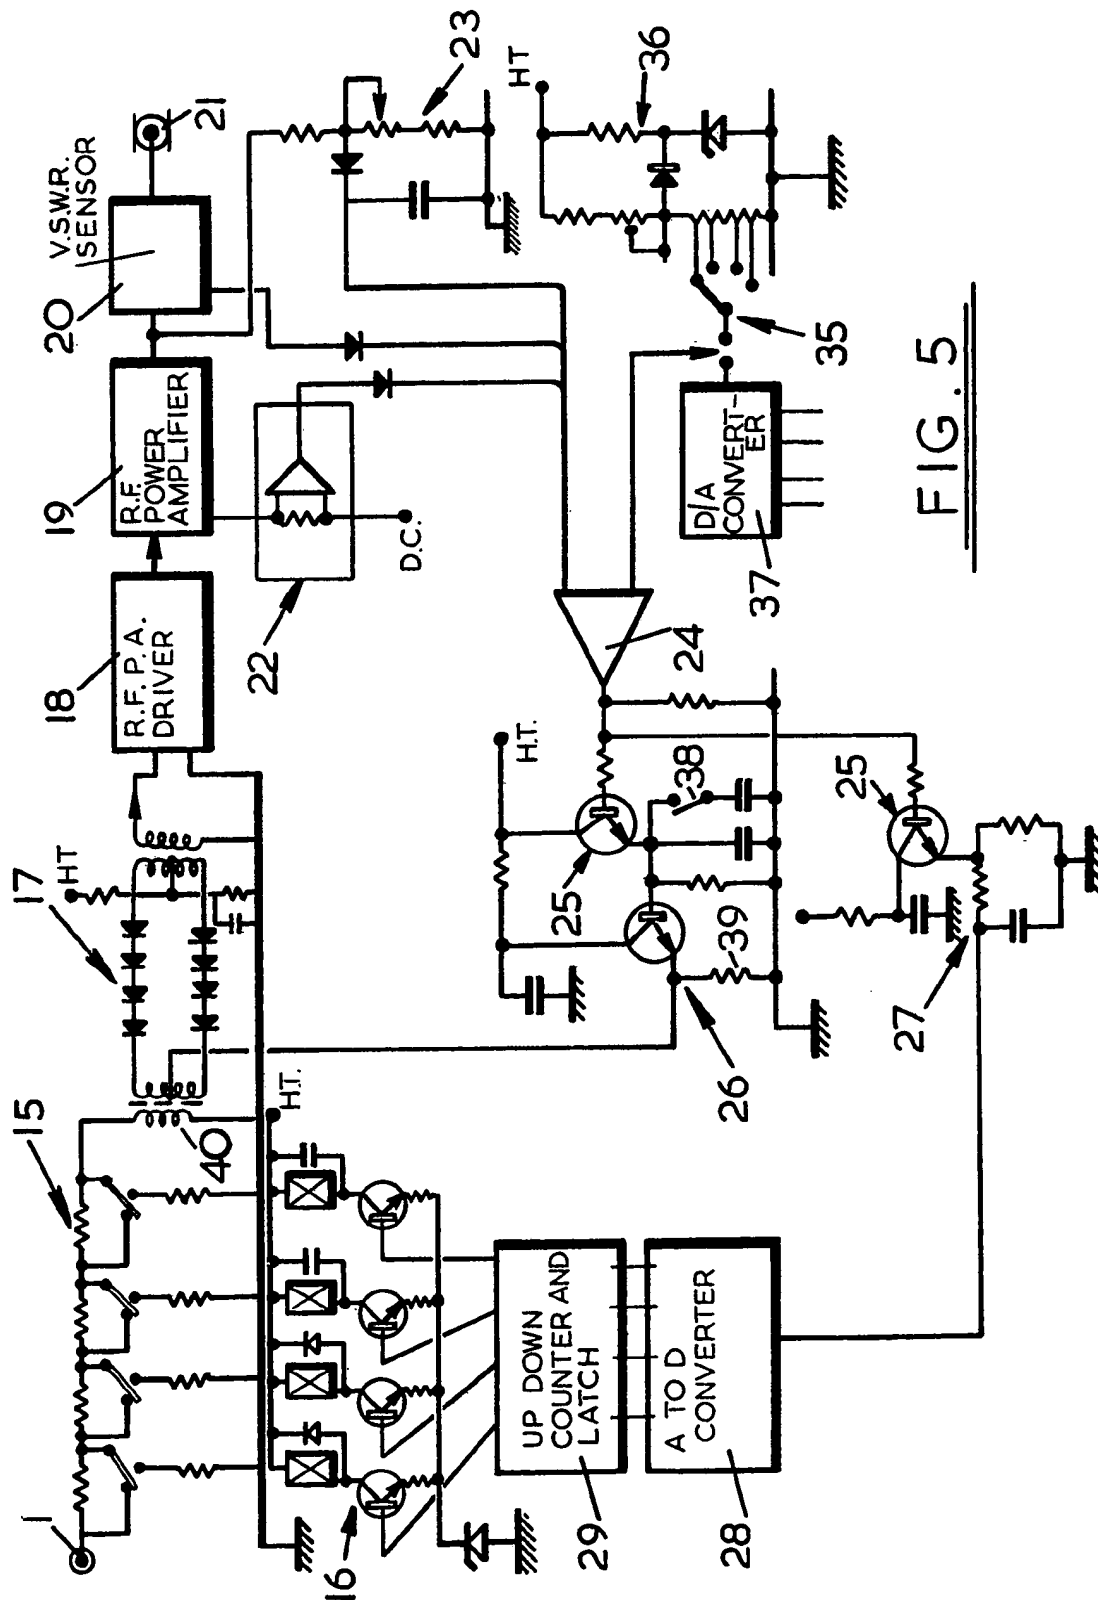 1
15
40
17
HT
18
R.F. P.A.
DRIVER
19
R.F.
POWER
AMPLIFIER
20
V.S.W.R.
SENSOR
21
22
D.C.
23
H.T.
16
HT
36
35
37
D/A
CONVERT-
ER
24
H.T.
25
38
39
26
25
27
UP DOWN
COUNTER AND
LATCH
29
A TO D
CONVERTER
28
FIG. 5